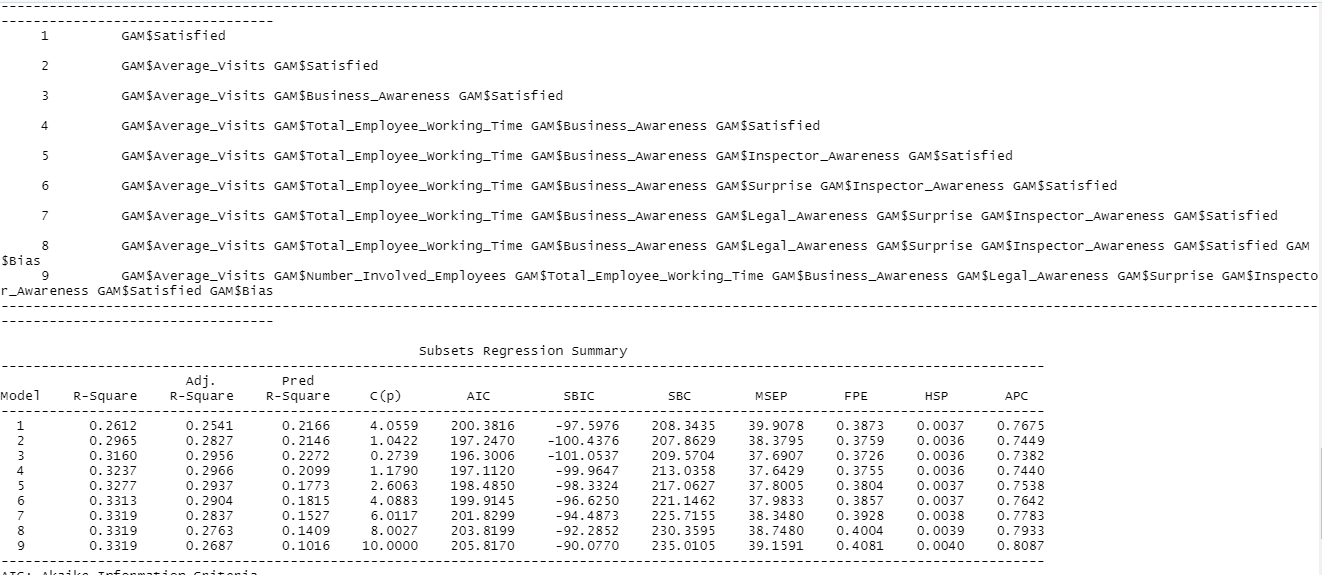 1 GAM$Satisfied
2 GAM$Average_Visits GAM$Satisfied
3 GAM$Average_Visits GAM$Business_Awareness GAM$Satisfied
4 GAM$Average_Visits GAM$Total_Employee_Working_Time GAM$Business_Awareness GAM$Satisfied
5 GAM$Average_Visits GAM$Total_Employee_Working_Time GAM$Business_Awareness GAM$Inspector_Awareness GAM$Satisfied
6 GAM$Average_Visits GAM$Total_Employee_Working_Time GAM$Business_Awareness GAM$Surprise GAM$Inspector_Awareness GAM$Satisfied
7 GAM$Average_Visits GAM$Total_Employee_Working_Time GAM$Business_Awareness GAM$Legal_Awareness GAM$Surprise GAM$Inspector_Awareness GAM$Satisfied
8 GAM$Average_Visits GAM$Total_Employee_Working_Time GAM$Business_Awareness GAM$Legal_Awareness GAM$Surprise GAM$Inspector_Awareness GAM$Satisfied GAM
$Bias
9 GAM$Average_Visits GAM$Number_Involved_Employees GAM$Total_Employee_Working_Time GAM$Business_Awareness GAM$Legal_Awareness GAM$Surprise GAM$Inspecto
r_Awareness GAM$Satisfied GAM$Bias
Subsets Regression Summary
Adj. Pred
Model R-Square R-Square R-Square C(p) AIC SBIC SBC MSEP FPE HSP APC
1 0.2612 0.2541 0.2166 4.0559 200.3816 -97.5976 208.3435 39.9078 0.3873 0.0037 0.7675
2 0.2965 0.2827 0.2146 1.0422 197.2470 -100.4376 207.8629 38.3795 0.3759 0.0036 0.7449
3 0.3160 0.2956 0.2272 0.2739 196.3006 -101.0537 209.5704 37.6907 0.3726 0.0036 0.7382
4 0.3237 0.2966 0.2099 1.1790 197.1120 -99.9647 213.0358 37.6429 0.3755 0.0036 0.7440
5 0.3277 0.2937 0.1773 2.6063 198.4850 -98.3324 217.0627 37.8005 0.3804 0.0037 0.7538
6 0.3313 0.2904 0.1815 4.0883 199.9145 -96.6250 221.1462 37.9833 0.3857 0.0037 0.7642
7 0.3319 0.2837 0.1527 6.0117 201.8299 -94.4873 225.7155 38.3480 0.3928 0.0038 0.7783
8 0.3319 0.2763 0.1409 8.0027 203.8199 -92.2852 230.3595 38.7480 0.4004 0.0039 0.7933
9 0.3319 0.2687 0.1016 10.0000 205.8170 -90.0770 235.0105 39.1591 0.4081 0.0040 0.8087
AIC: Akaike Information Criteria